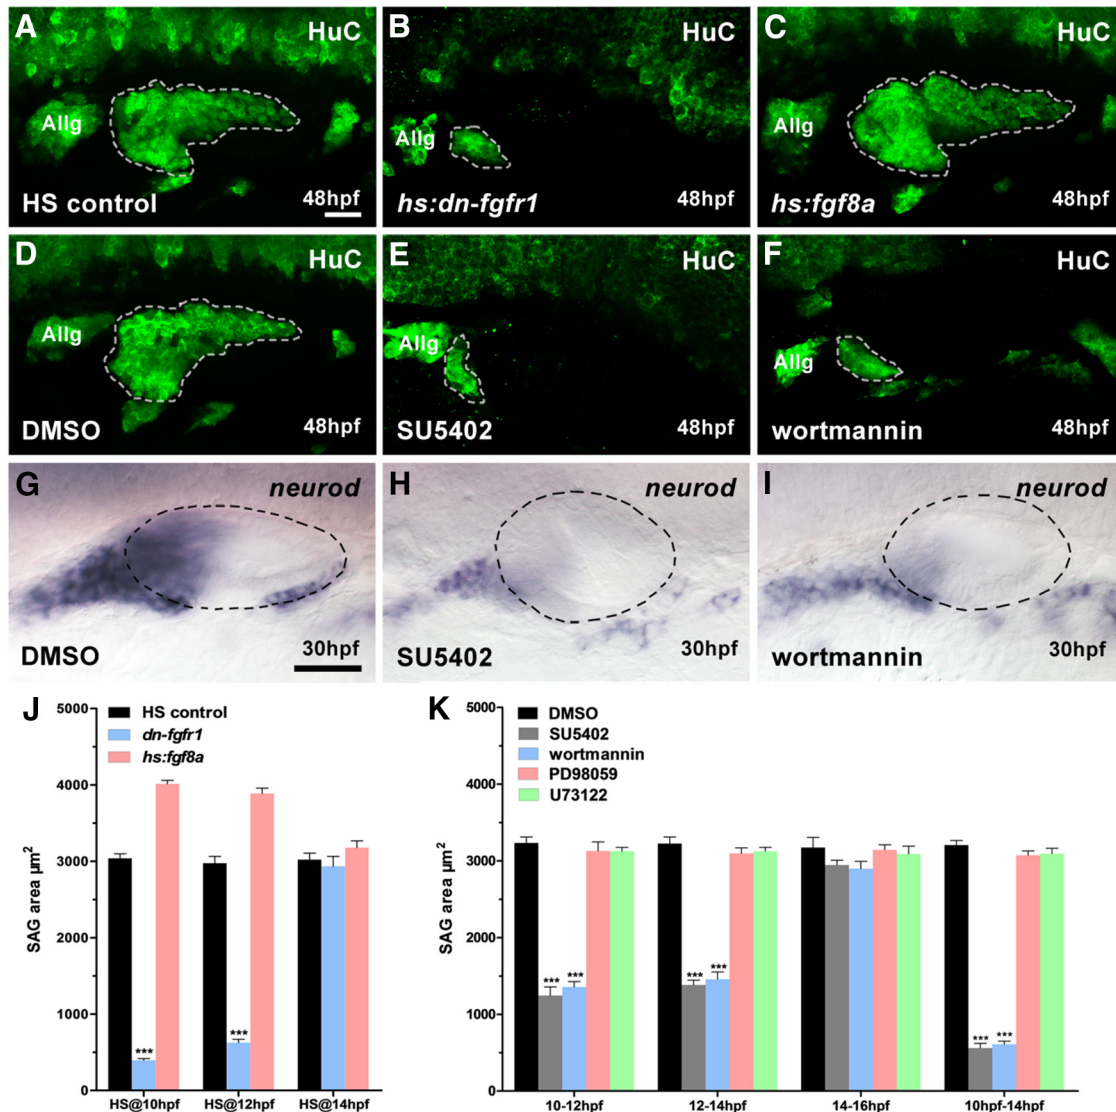 A
HuC
Allg
HS control
48hpf
B
HuC
Allg
hs:dn-fgfr1
48hpf
C
HuC
Allg
hs:fgf8a
48hpf
D
HuC
Allg
DMSO
48hpf
E
HuC
Allg
SU5402
48hpf
F
HuC
Allg
wortmannin
48hpf
G
neurod
DMSO
30hpf
H
neurod
SU5402
30hpf
I
neurod
wortmannin
30hpf
J
HS control
dn-fgfr1
hs:fgf8a
SAG area µm²
5000
4000
3000
2000
1000
0
***
***
HS@10hpf HS@12hpf HS@14hpf
K
DMSO
SU5402
wortmannin
PD98059
U73122
SAG area µm²
5000
4000
3000
2000
1000
0
*** ***
*** ***
*** ***
10-12hpf 12-14hpf 14-16hpf 10hpf-14hpf